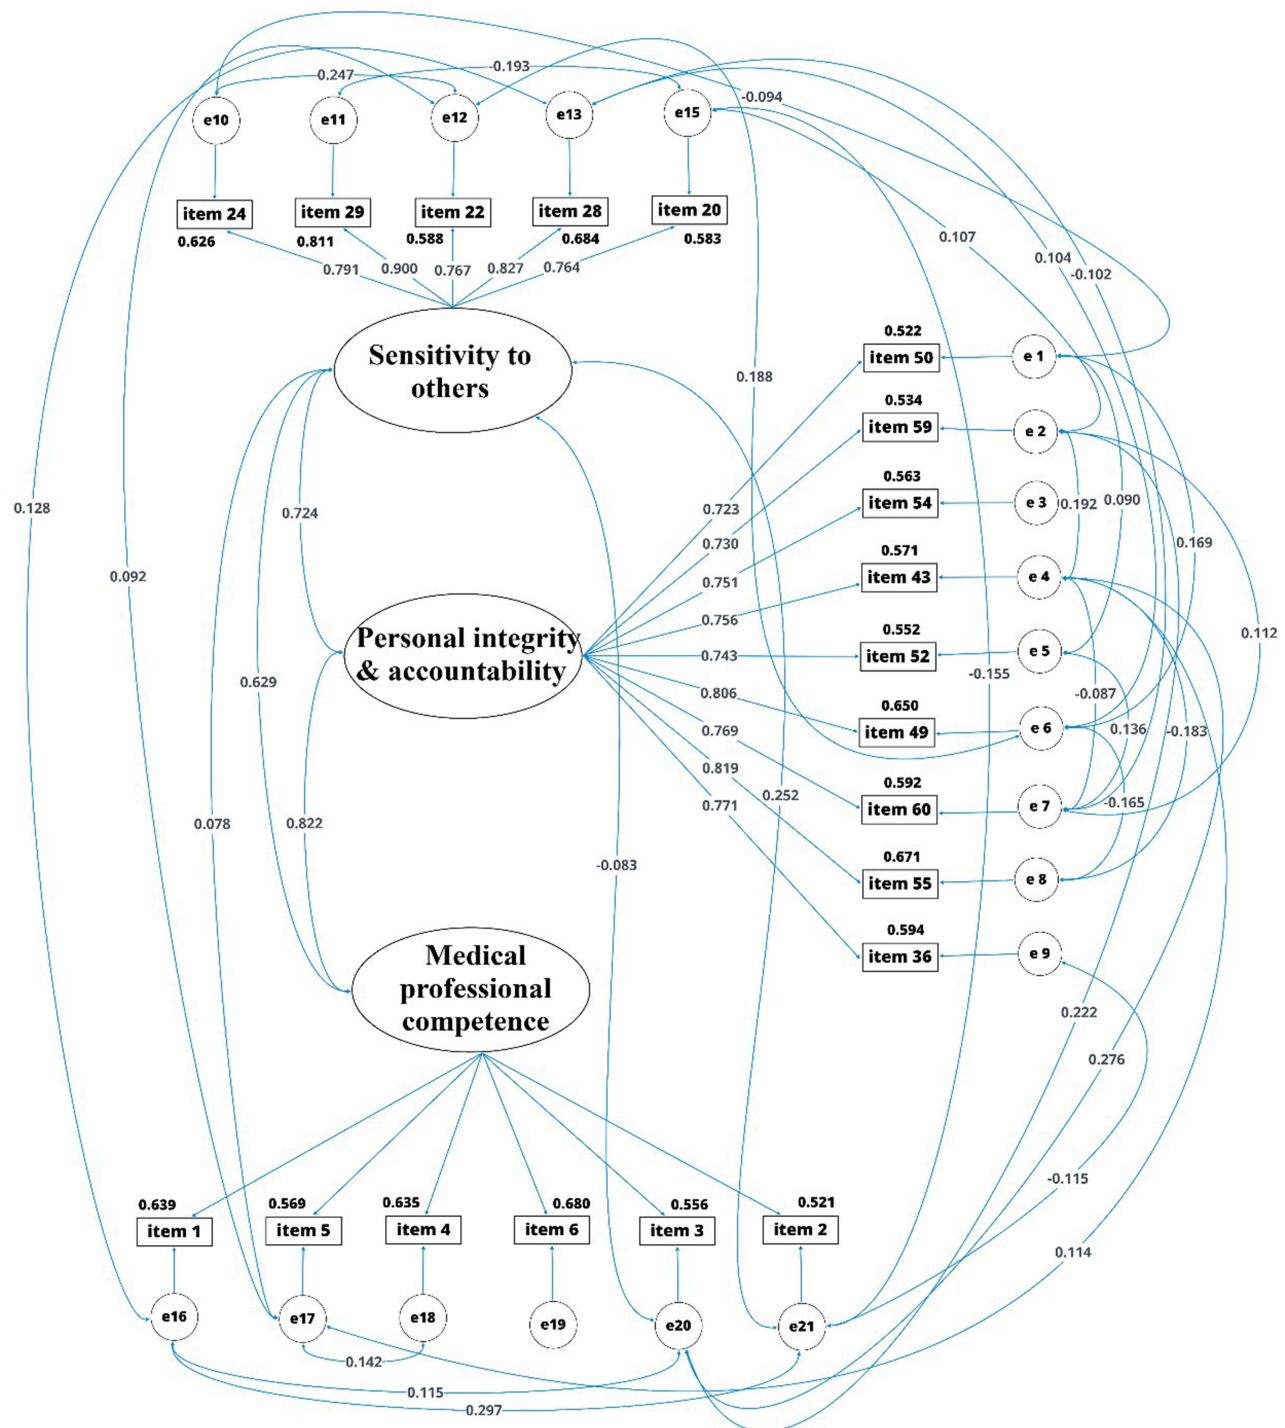 0.247
-0.193
-0.094
e10
e11
e12
e13
e15
item 24
item 29
item 22
item 28
item 20
0.626
0.811
0.588
0.684
0.583
0.791
0.900
0.767
0.827
0.764
0.107
0.104
-0.102
Sensitivity to
others
0.188
0.522
item 50
e 1
0.534
item 59
e 2
0.563
item 54
e 3
0.192
0.090
0.169
0.571
item 43
e 4
0.552
item 52
e 5
0.650
item 49
e 6
0.592
item 60
e 7
0.671
item 55
e 8
0.594
item 36
e 9
0.723
0.730
0.751
0.756
0.743
0.806
0.769
0.819
0.771
0.128
0.092
0.724
0.629
0.078
0.822
Personal integrity
& accountability
0.112
-0.155
-0.087
0.136
-0.183
-0.165
0.252
-0.083
Medical
professional
competence
0.222
0.276
-0.115
0.114
0.639
0.569
0.635
0.680
0.556
0.521
item 1
item 5
item 4
item 6
item 3
item 2
e16
e17
e18
e19
e20
e21
0.142
0.115
0.297